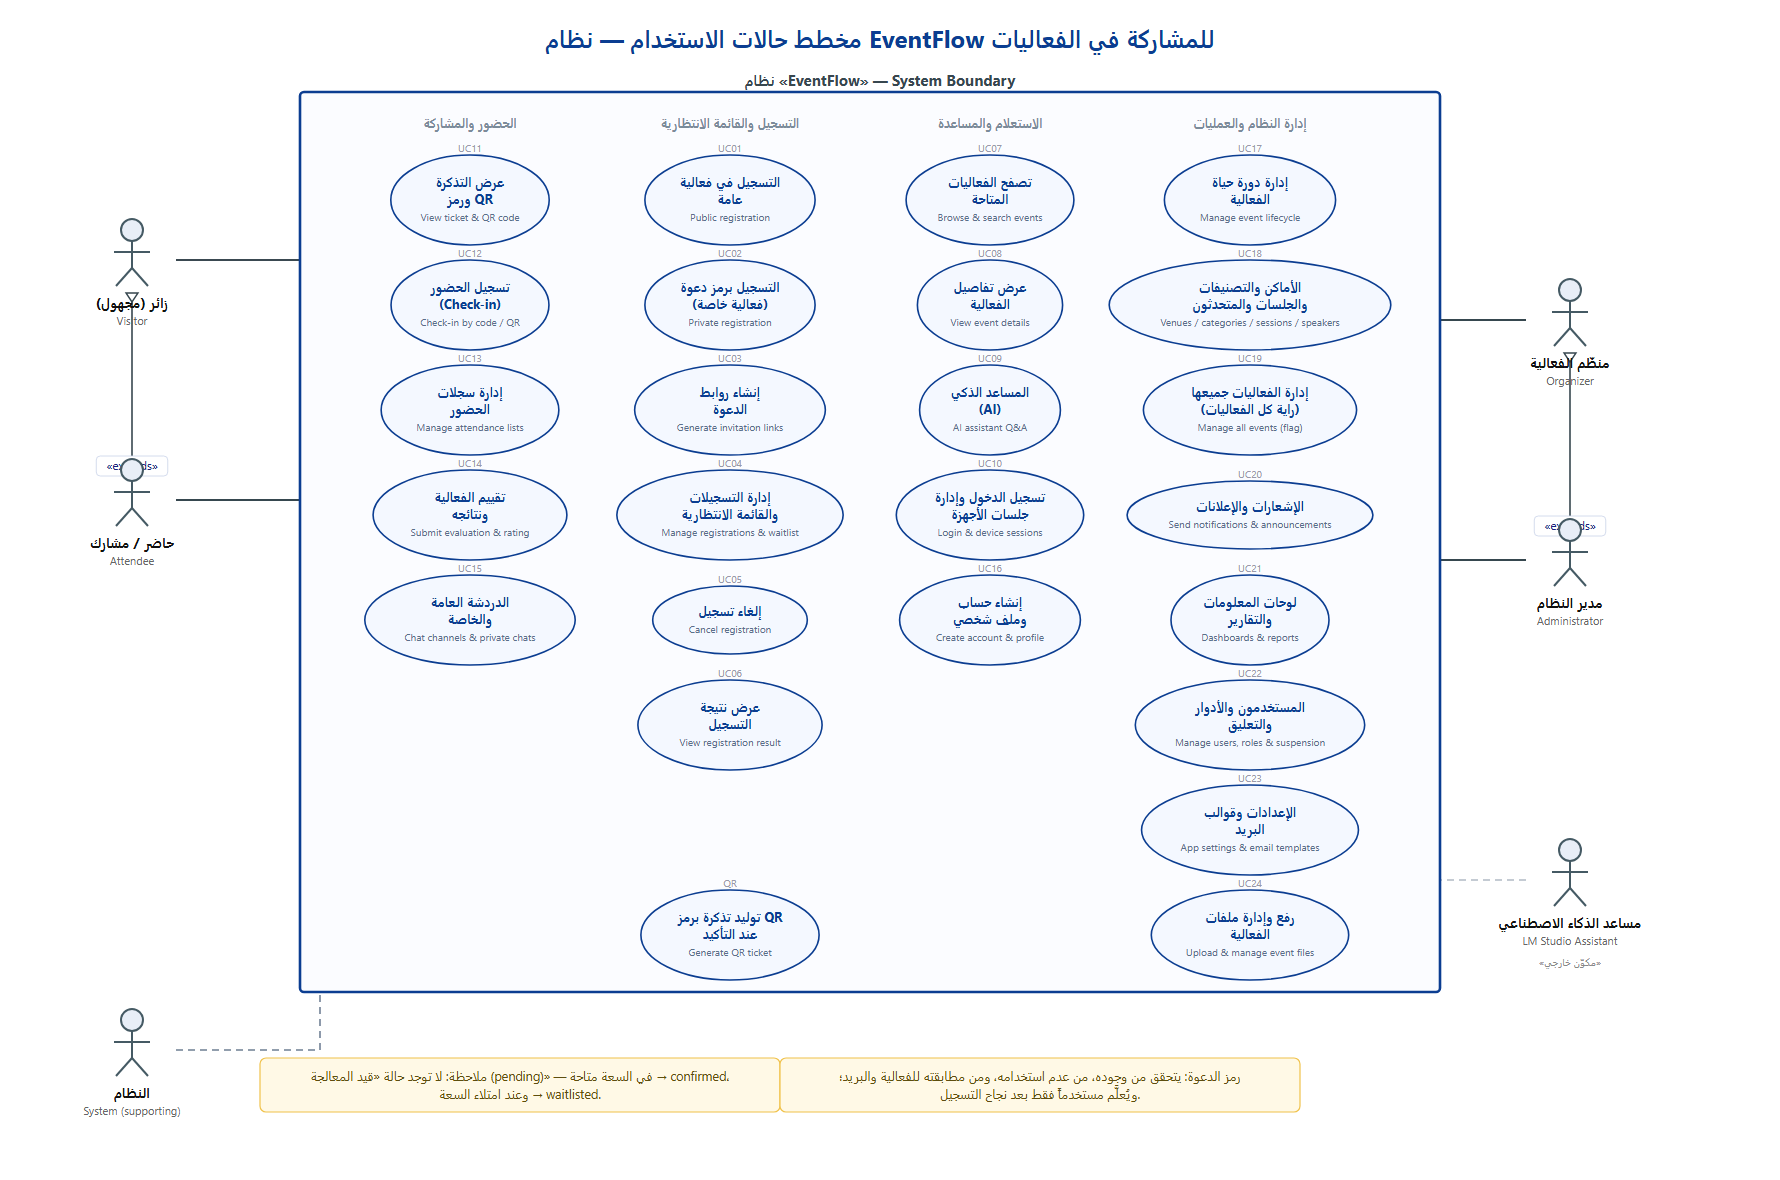 مخطط حالات الاستخدام — نظام EventFlow للمشاركة في الفعاليات
نظام «EventFlow» — System Boundary
الحضور والمشاركة
UC11
عرض التذكرة
ورمز QR
View ticket & QR code
UC12
تسجيل الحضور
(Check-in)
Check-in by code / QR
UC13
إدارة سجلات
الحضور
Manage attendance lists
UC14
تقييم الفعالية
ونتائجه
Submit evaluation & rating
UC15
الدردشة العامة
والخاصة
Chat channels & private chats
التسجيل والقائمة الانتظارية
UC01
التسجيل في فعالية
عامة
Public registration
UC02
التسجيل برمز دعوة
(فعالية خاصة)
Private registration
UC03
إنشاء روابط
الدعوة
Generate invitation links
UC04
إدارة التسجيلات
والقائمة الانتظارية
Manage registrations & waitlist
UC05
إلغاء تسجيل
Cancel registration
UC06
عرض نتيجة
التسجيل
View registration result
QR
توليد تذكرة برمز QR
عند التأكيد
Generate QR ticket
الاستعلام والمساعدة
UC07
تصفح الفعاليات
المتاحة
Browse & search events
UC08
عرض تفاصيل
الفعالية
View event details
UC09
المساعد الذكي
(AI)
AI assistant Q&A
UC10
تسجيل الدخول وإدارة
جلسات الأجهزة
Login & device sessions
UC16
إنشاء حساب
وملف شخصي
Create account & profile
إدارة النظام والعمليات
UC17
إدارة دورة حياة
الفعالية
Manage event lifecycle
UC18
الأماكن والتصنيفات
والجلسات والمتحدثون
Venues / categories / sessions / speakers
UC19
إدارة الفعاليات جميعها
(راية كل الفعاليات)
Manage all events (flag)
UC20
الإشعارات والإعلانات
Send notifications & announcements
UC21
لوحات المعلومات
والتقارير
Dashboards & reports
UC22
المستخدمون والأدوار
والتعليق
Manage users, roles & suspension
UC23
الإعدادات وقوالب
البريد
App settings & email templates
UC24
رفع وإدارة ملفات
الفعالية
Upload & manage event files
زائر (مجهول)
Visitor
حاضر / مشارك
Attendee
النظام
System (supporting)
منظّم الفعالية
Organizer
مدير النظام
Administrator
مساعد الذكاء الاصطناعي
LM Studio Assistant
«مكوّن خارجي»
ملاحظة: لا توجد حالة «قيد المعالجة (pending)» — في السعة متاحة → confirmed،
وعند امتلاء السعة → waitlisted.
رمز الدعوة: يتحقق من وجوده، من عدم استخدامه، ومن مطابقته للفعالية والبريد؛
ويُعلَّم مستخدماً فقط بعد نجاح التسجيل.